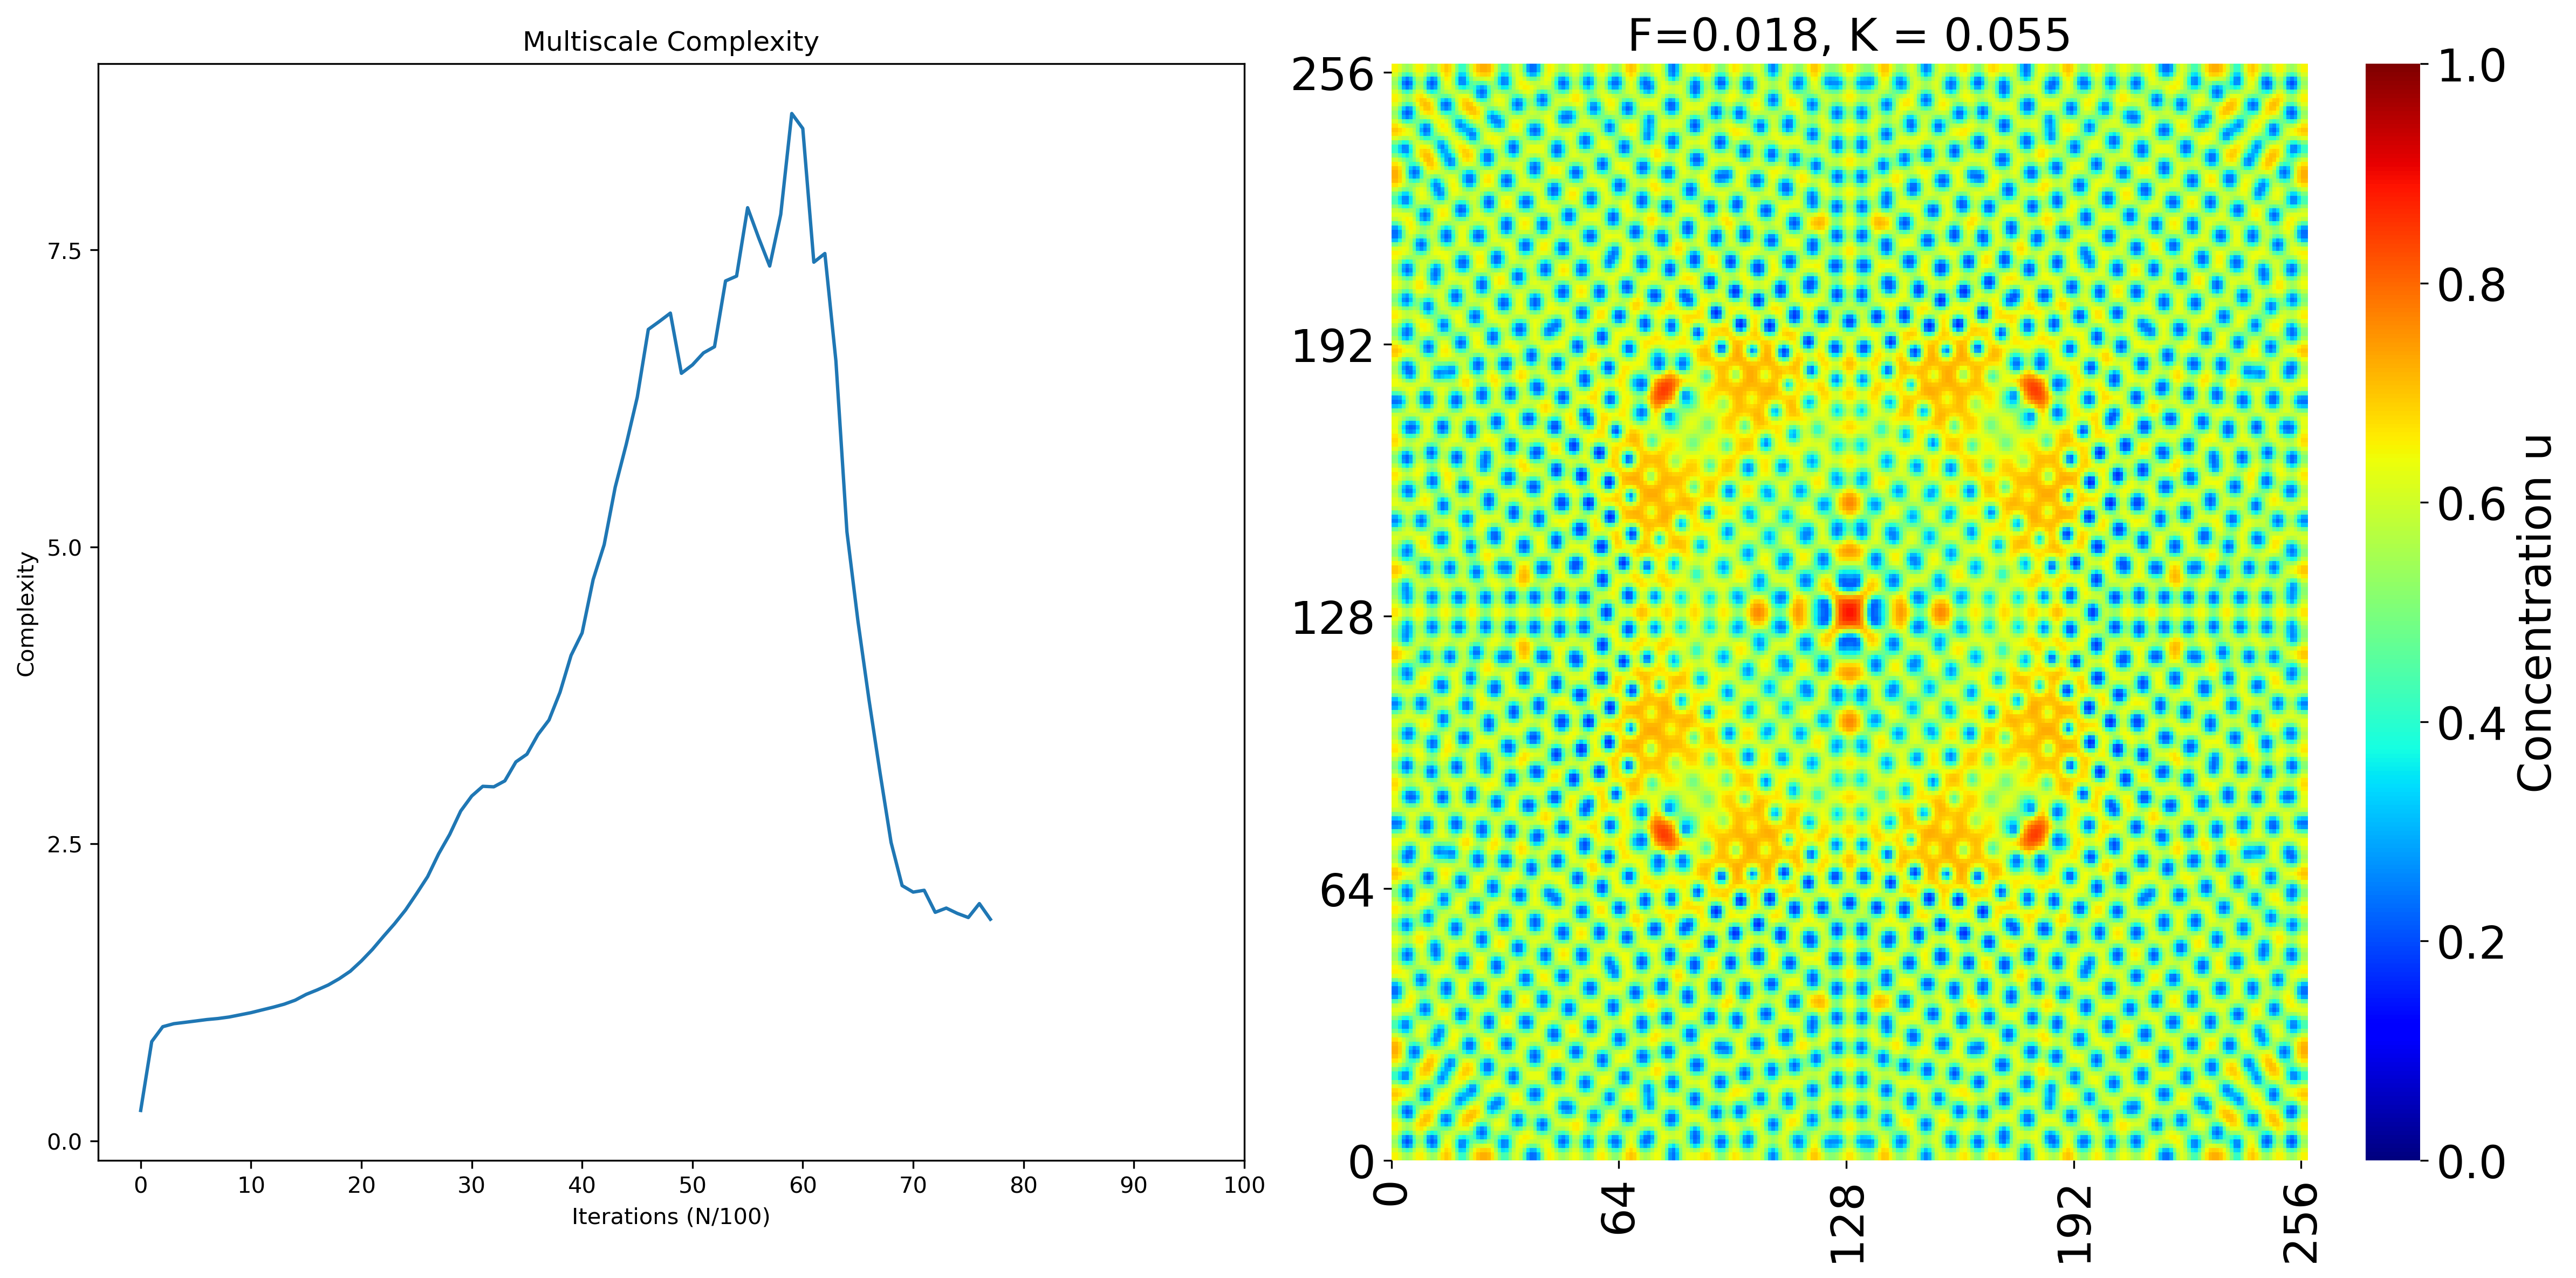 Multiscale Complexity
Complexity
7.5
5.0
2.5
0.0
0 10 20 30 40 50 60 70 80 90 100
Iterations (N/100)
F=0.018, K = 0.055
256
192
128
64
0
0 64 128 192 256
1.0
0.8
0.6
0.4
0.2
0.0
Concentration u